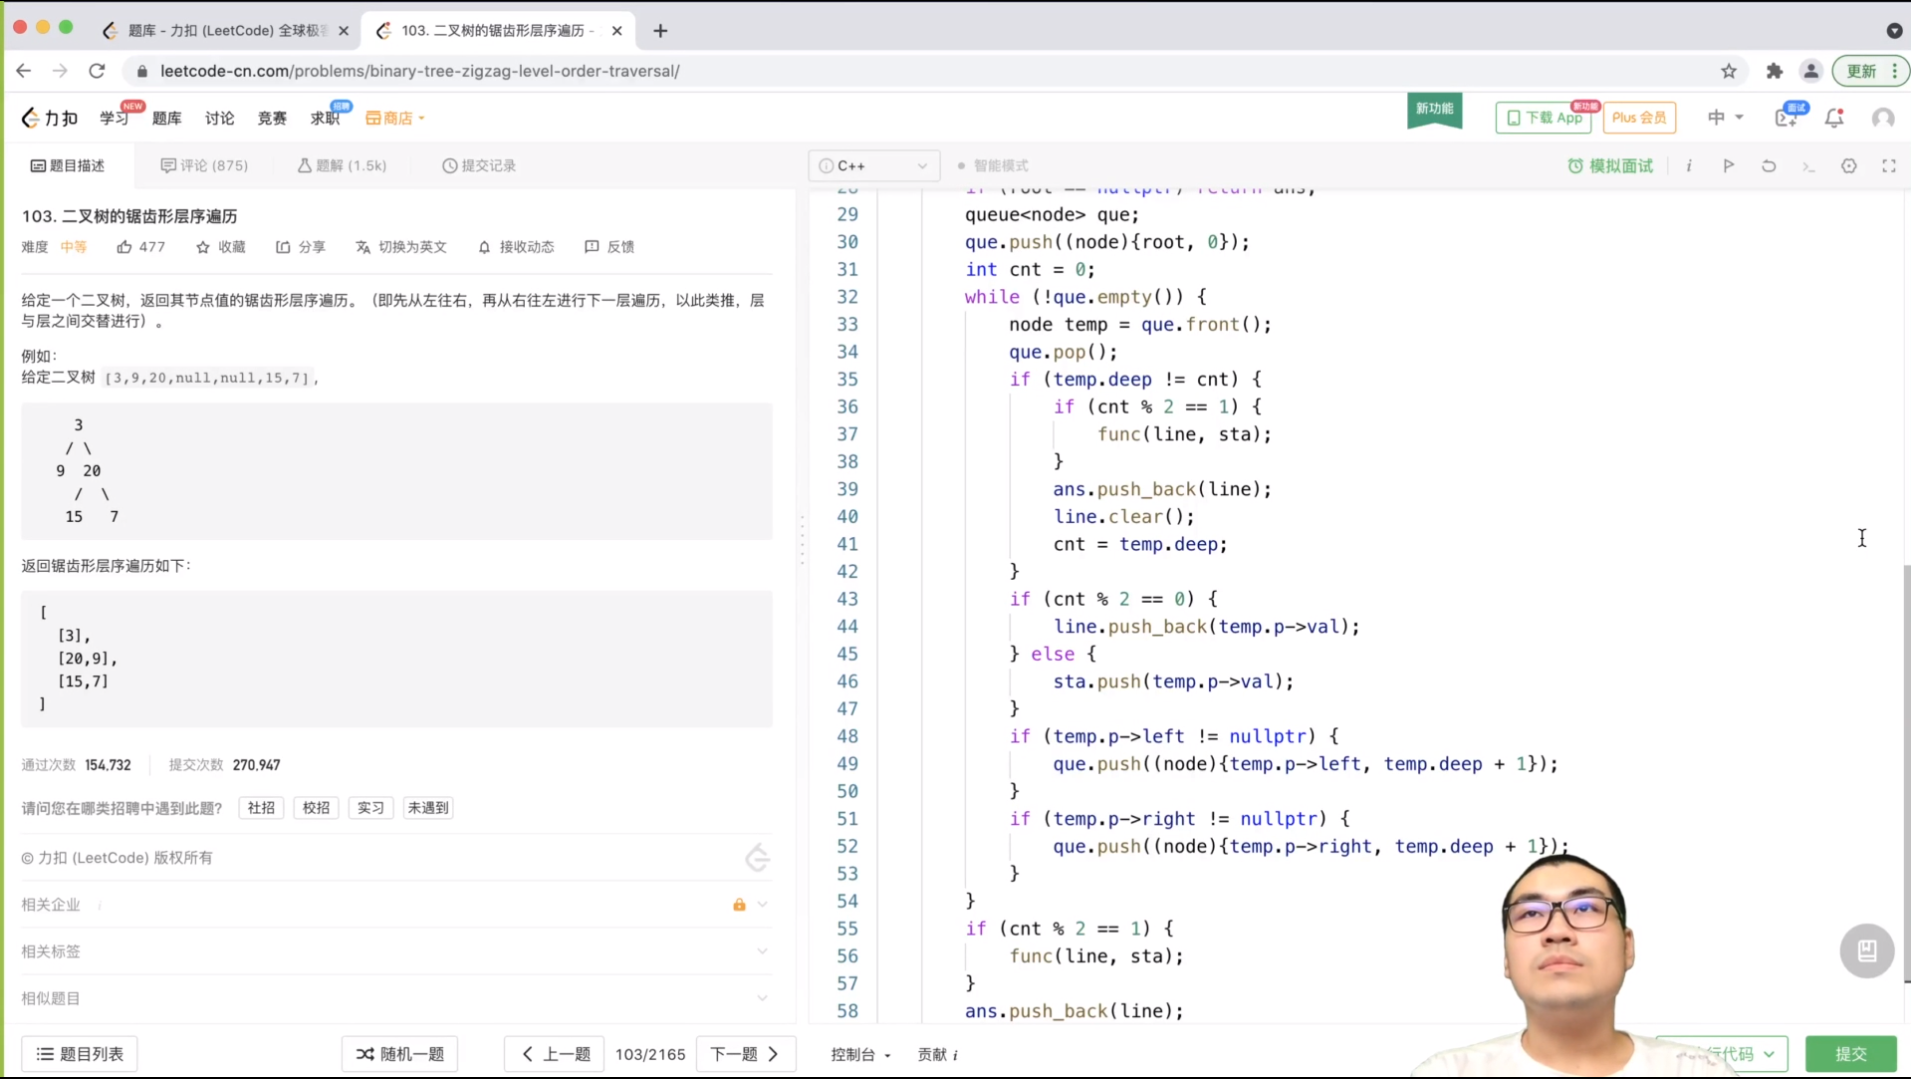 题库 - 力扣 (LeetCode) 全球极
103. 二叉树的锯齿形层序遍历 -
leetcode-cn.com/problems/binary-tree-zigzag-level-order-traversal/
更新
力扣
学习
NEW
题库
讨论
竞赛
求职
招聘
商店
新功能
下载 App
新功能
Plus 会员
中
面试
题目描述
评论 (875)
题解 (1.5k)
提交记录
C++
智能模式
模拟面试
103. 二叉树的锯齿形层序遍历
难度 中等 477 收藏 分享 切换为英文 接收动态 反馈
给定一个二叉树，返回其节点值的锯齿形层序遍历。（即先从左往右，再从右往左进行下一层遍历，以此类推，层
与层之间交替进行）。
例如：
给定二叉树 [3,9,20,null,null,15,7],
3
/ \
9 20
/ \
15 7
返回锯齿形层序遍历如下：
[
[3],
[20,9],
[15,7]
]
通过次数 154,732 提交次数 270,947
请问您在哪类招聘中遇到此题？ 社招 校招 实习 未遇到
© 力扣 (LeetCode) 版权所有
相关企业 i
相关标签
相似题目
28 if (root == nullptr) return ans;
29 queue<node> que;
30 que.push((node){root, 0});
31 int cnt = 0;
32 while (!que.empty()) {
33 node temp = que.front();
34 que.pop();
35 if (temp.deep != cnt) {
36 if (cnt % 2 == 1) {
37 func(line, sta);
38 }
39 ans.push_back(line);
40 line.clear();
41 cnt = temp.deep;
42 }
43 if (cnt % 2 == 0) {
44 line.push_back(temp.p->val);
45 } else {
46 sta.push(temp.p->val);
47 }
48 if (temp.p->left != nullptr) {
49 que.push((node){temp.p->left, temp.deep + 1});
50 }
51 if (temp.p->right != nullptr) {
52 que.push((node){temp.p->right, temp.deep + 1});
53 }
54 }
55 if (cnt % 2 == 1) {
56 func(line, sta);
57 }
58 ans.push_back(line);
题目列表
随机一题
上一题
103/2165
下一题
控制台
贡献 i
行代码
提交